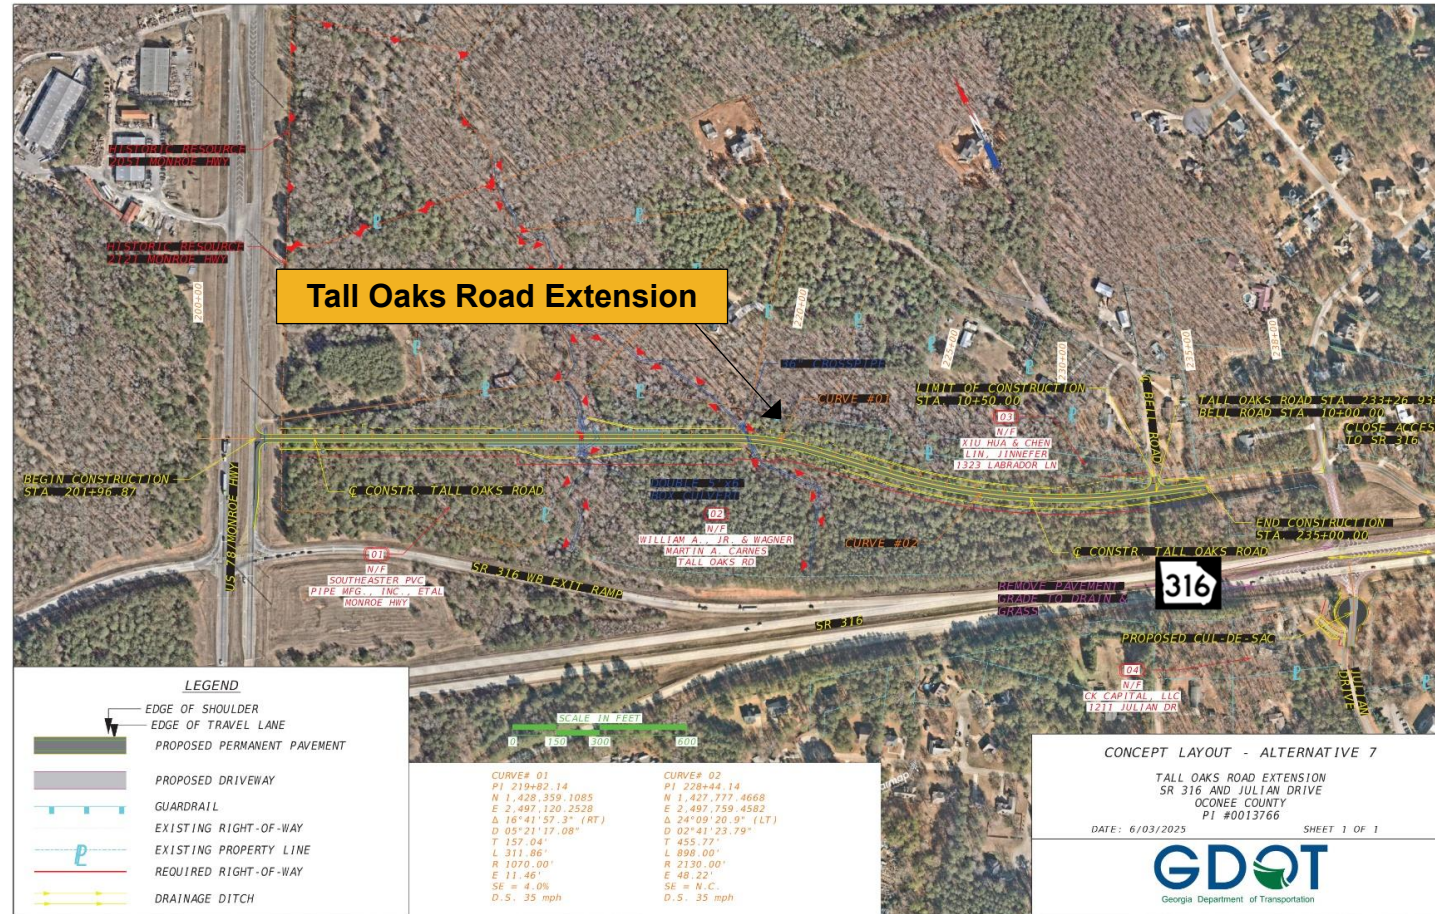 HISTORIC RESOURCE
2051 MONROE HWY
HISTORIC RESOURCE
2121 MONROE HWY
200+00
Tall Oaks Road Extension
220+00
36" CROSSPIPE
CURVE #01
225+00
230+00
235+00
238+00
LIMIT OF CONSTRUCTION
STA. 10+50.00
BELL ROAD
TALL OAKS ROAD STA. 233+26.93
BELL ROAD STA. 10+00.00
CLOSE ACCESS
TO SR 316
03
N/F
XIU HUA & CHEN
LIN, JINNEFER
1323 LABRADOR LN
BEGIN CONSTRUCTION
STA. 201+96.87
US 78/MONROE HWY
℄ CONSTR. TALL OAKS ROAD
BOX CULVERT
02
N/F
WILLIAM A., JR. & WAGNER
MARTIN A. CARNES
TALL OAKS RD
CURVE #02
END CONSTRUCTION
STA. 235+00.00
℄ CONSTR. TALL OAKS ROAD
01
N/F
SOUTHEASTER PVC
PIPE MFG., INC., ETAL
MONROE HWY
SR 316 WB EXIT RAMP
SR 316
REMOVE PAVEMENT
GRADE TO DRAIN &
GRASS
316
PROPOSED CUL-DE-SAC
04
N/F
CK CAPITAL, LLC
1211 JULIAN DR
JULIAN
DRIVE
LEGEND
EDGE OF SHOULDER
EDGE OF TRAVEL LANE
PROPOSED PERMANENT PAVEMENT
PROPOSED DRIVEWAY
GUARDRAIL
EXISTING RIGHT-OF-WAY
EXISTING PROPERTY LINE
REQUIRED RIGHT-OF-WAY
DRAINAGE DITCH
SCALE IN FEET
0 150 300 600
CURVE# 01
PI 219+82.14
N 1,428,359.1085
E 2,497,120.2528
Δ 16°41'57.3" (RT)
D 05°21'17.08"
T 157.04'
L 311.86'
R 1070.00'
E 11.46'
SE = 4.0%
D.S. 35 mph
CURVE# 02
PI 228+44.14
N 1,427,777.4668
E 2,497,759.4582
Δ 24°09'20.9" (LT)
D 02°41'23.79"
T 455.77'
L 898.00'
R 2130.00'
E 48.22'
SE = N.C.
D.S. 35 mph
CONCEPT LAYOUT - ALTERNATIVE 7
TALL OAKS ROAD EXTENSION
SR 316 AND JULIAN DRIVE
OCONEE COUNTY
PI #0013766
DATE: 6/03/2025 SHEET 1 OF 1
GDOT
Georgia Department of Transportation